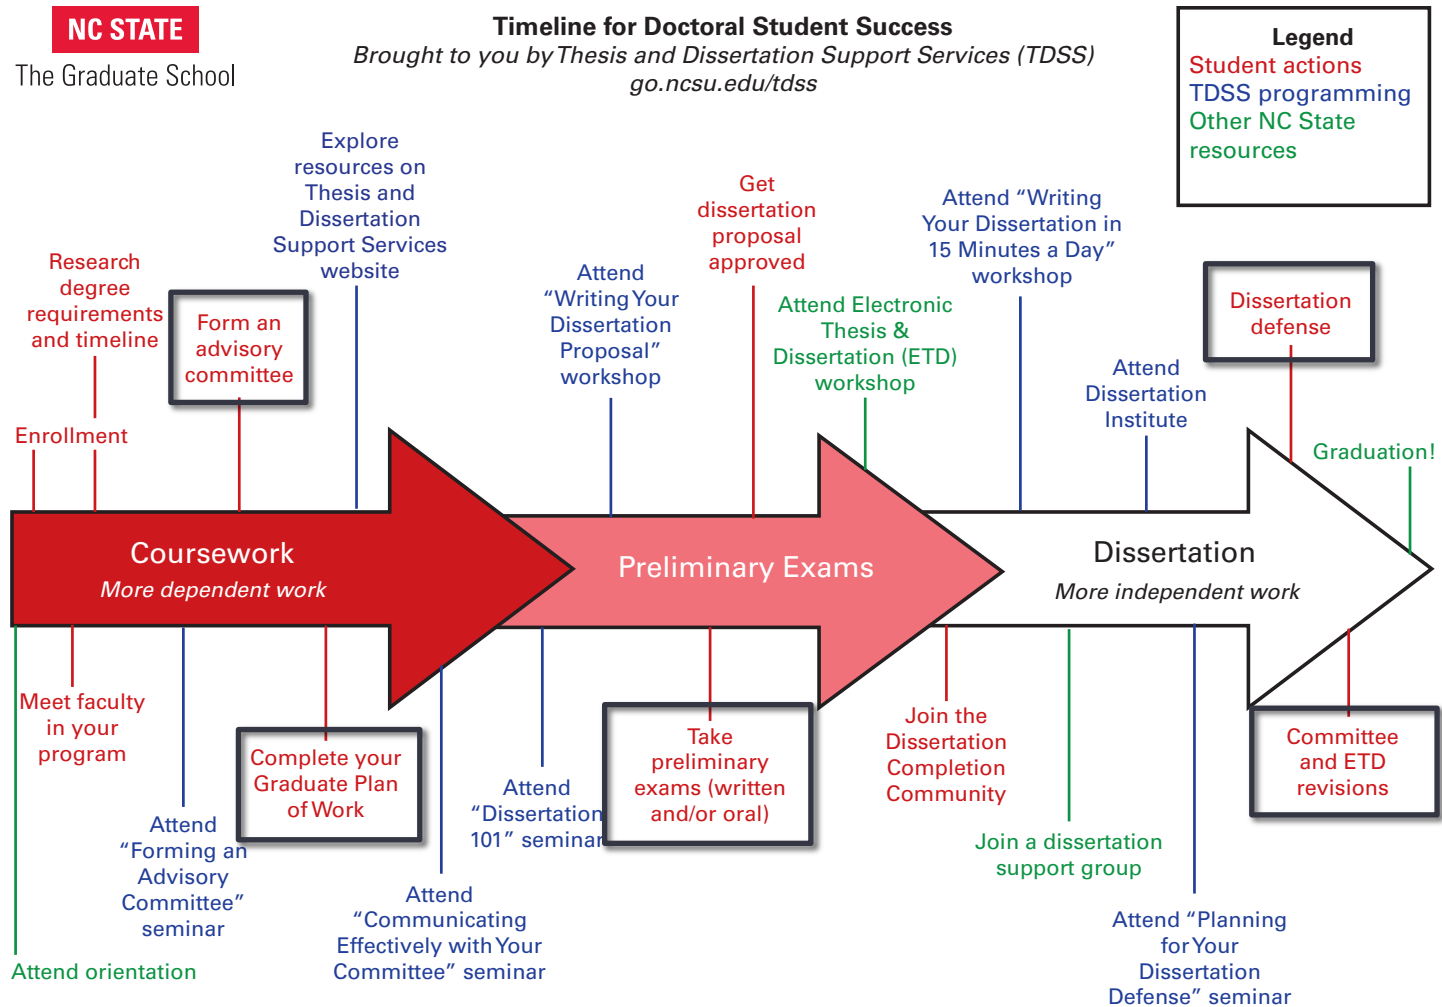 NC STATE
The Graduate School
Timeline for Doctoral Student Success
Brought to you by Thesis and Dissertation Support Services (TDSS)
go.ncsu.edu/tdss
Legend
Student actions
TDSS programming
Other NC State
resources
Enrollment
Research
degree
requirements
and timeline
Form an
advisory
committee
Explore
resources on
Thesis and
Dissertation
Support Services
website
Attend
“Writing Your
Dissertation
Proposal”
workshop
Get
dissertation
proposal
approved
Attend Electronic
Thesis &
Dissertation (ETD)
workshop
Attend “Writing
Your Dissertation in
15 Minutes a Day”
workshop
Attend
Dissertation
Institute
Dissertation
defense
Graduation!
Coursework
More dependent work
Preliminary Exams
Dissertation
More independent work
Attend orientation
Meet faculty
in your
program
Attend
“Forming an
Advisory
Committee”
seminar
Complete your
Graduate Plan
of Work
Attend
“Communicating
Effectively with Your
Committee” seminar
Attend
“Dissertation
101” seminar
Take
preliminary
exams (written
and/or oral)
Join the
Dissertation
Completion
Community
Join a dissertation
support group
Attend “Planning
for Your
Dissertation
Defense” seminar
Committee
and ETD
revisions